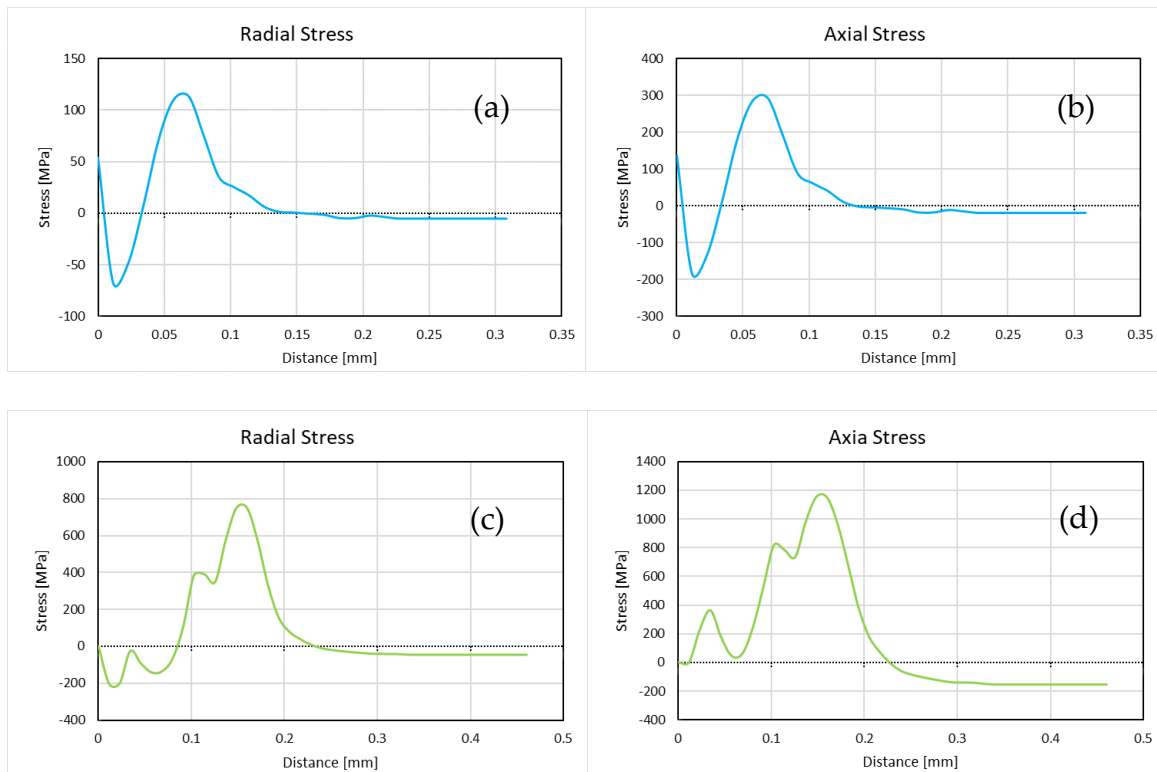 Radial Stress
(a)
Stress [MPa]
150
100
50
0
-50
-100
0 0.05 0.1 0.15 0.2 0.25 0.3 0.35
Distance [mm]
Axial Stress
(b)
Stress [MPa]
400
300
200
100
0
-100
-200
-300
0 0.05 0.1 0.15 0.2 0.25 0.3 0.35
Distance [mm]
Radial Stress
(c)
Stress [MPa]
1000
800
600
400
200
0
-200
-400
0 0.1 0.2 0.3 0.4 0.5
Distance [mm]
Axia Stress
(d)
Stress [MPa]
1400
1200
1000
800
600
400
200
0
-200
-400
0 0.1 0.2 0.3 0.4 0.5
Distance [mm]